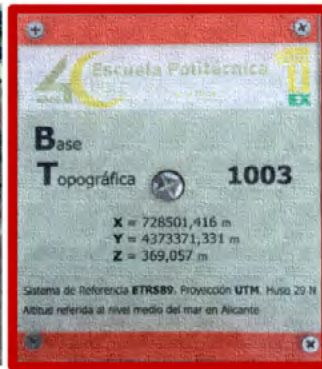 Escuela Politécnica
EX
Base
Topográfica 1003
X = 728501,416 m
Y = 4373371,331 m
Z = 369,057 m
Sistema de Referencia ETRS89. Proyección UTM. Huso 29 N
Altitud referida al nivel medio del mar en Alicante